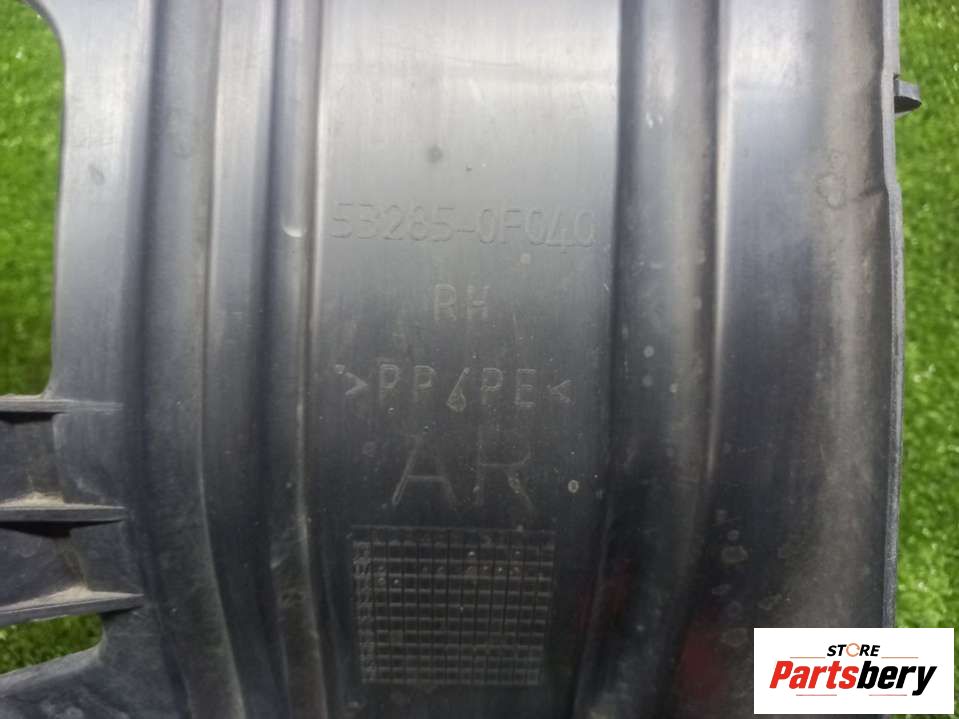 53285-0F040
RH
>PP/PE<
AR
STORE
Partsbery